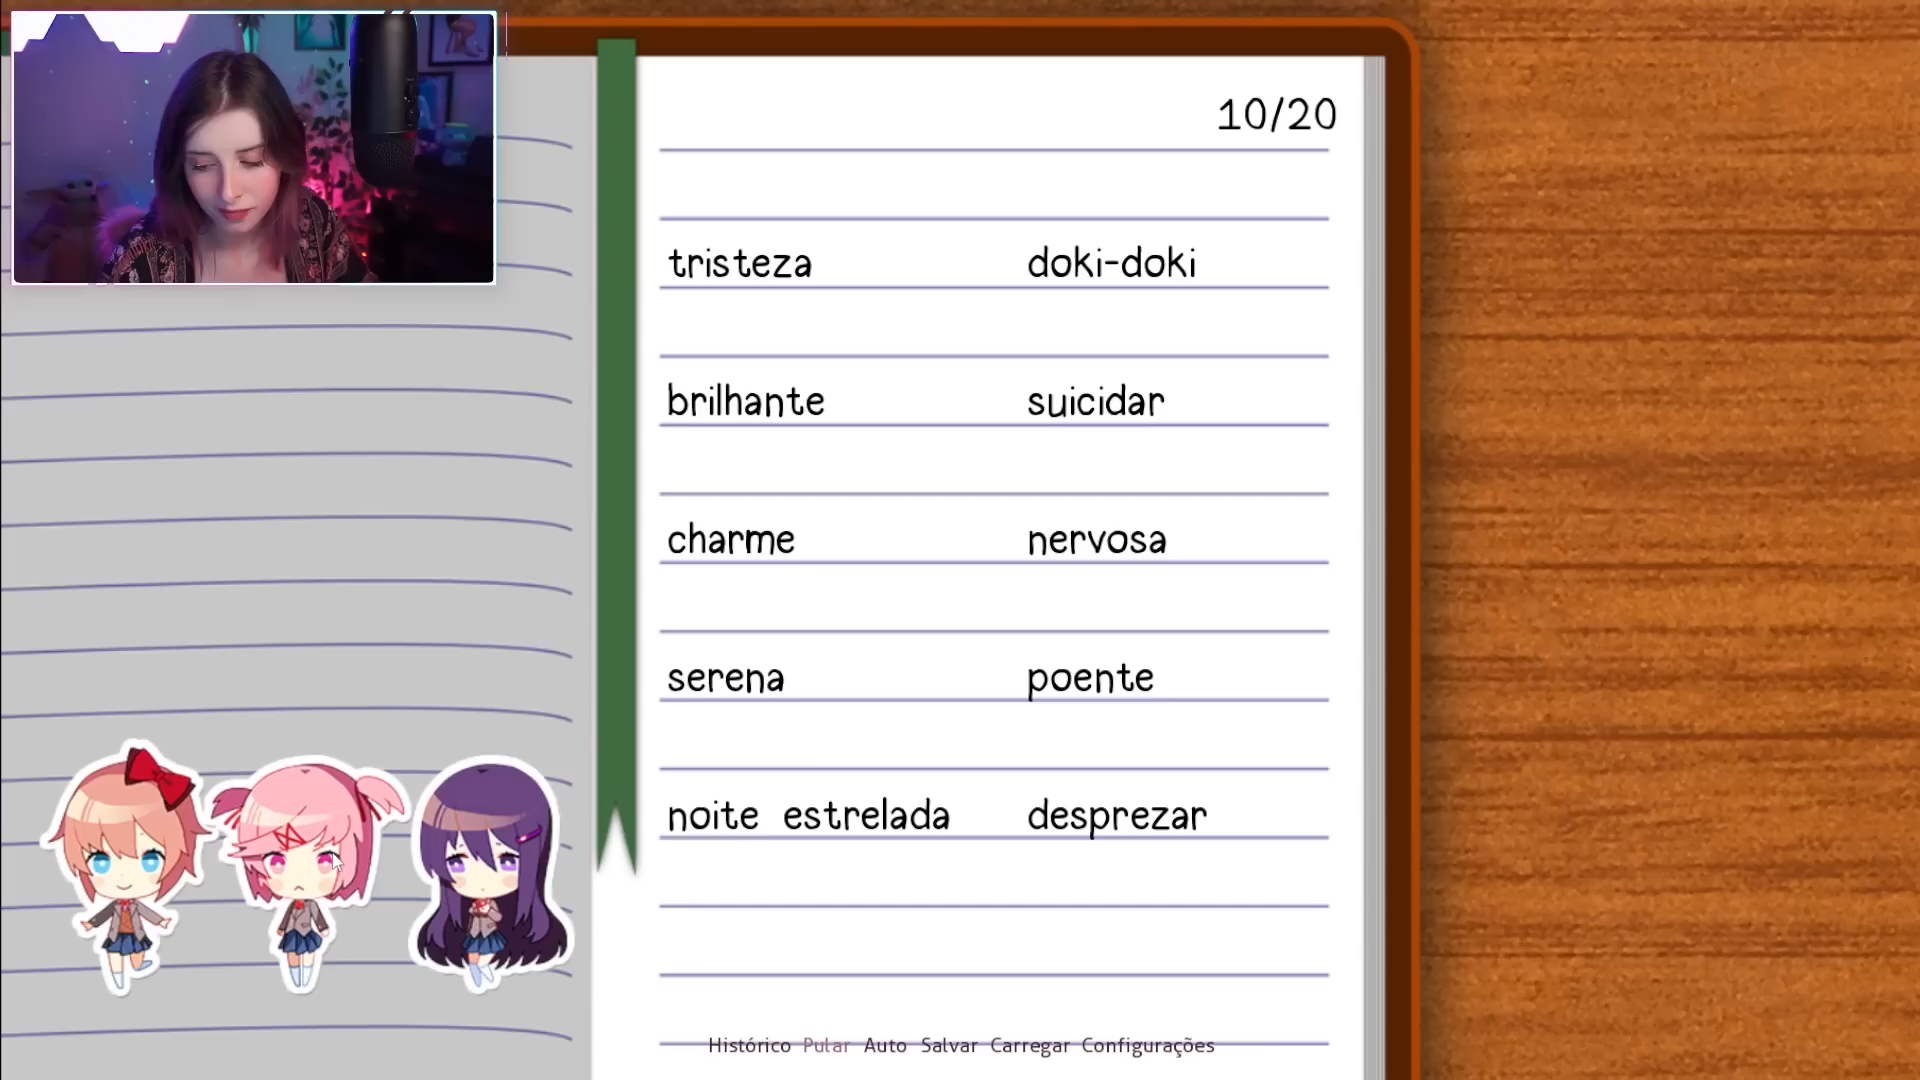 10/20
tristeza doki-doki
brilhante suicidar
charme nervosa
serena poente
noite estrelada desprezar
Histórico Pular Auto Salvar Carregar Configurações